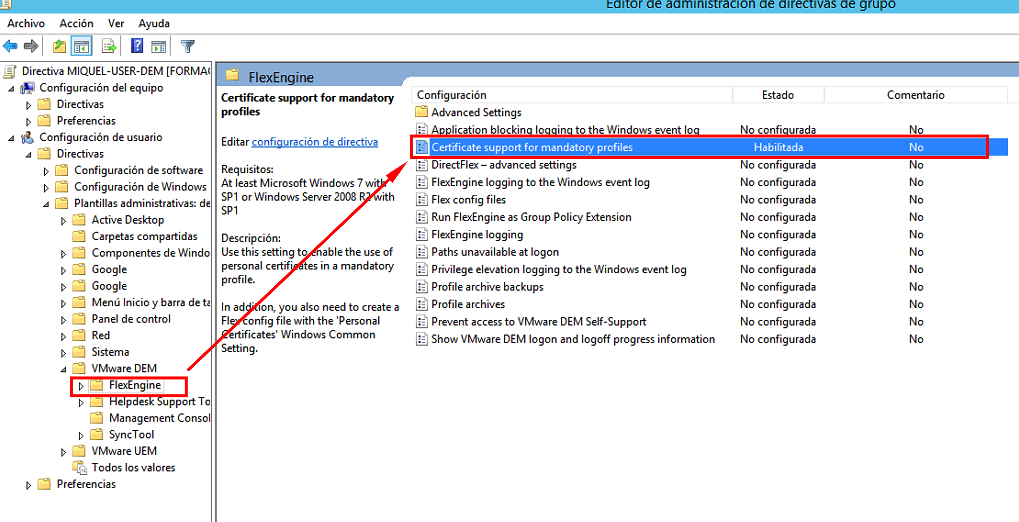 Editor de administración de directivas de grupo
Archivo Acción Ver Ayuda
Directiva MIQUEL-USER-DEM [FORMAC
Configuración del equipo
Directivas
Preferencias
Configuración de usuario
Directivas
Configuración de software
Configuración de Windows
Plantillas administrativas: de
Active Desktop
Carpetas compartidas
Componentes de Windo
Google
Google
Menú Inicio y barra de ta
Panel de control
Red
Sistema
VMware DEM
FlexEngine
Helpdesk Support To
Management Consol
SyncTool
VMware UEM
Todos los valores
Preferencias
FlexEngine
Certificate support for mandatory
profiles
Editar configuración de directiva
Requisitos:
At least Microsoft Windows 7 with
SP1 or Windows Server 2008 R2 with
SP1
Descripción:
Use this setting to enable the use of
personal certificates in a mandatory
profile.
In addition, you also need to create a
Flex config file with the 'Personal
Certificates' Windows Common
Setting.
Configuración Estado Comentario
Advanced Settings
Application blocking logging to the Windows event log No configurada No
Certificate support for mandatory profiles Habilitada No
DirectFlex – advanced settings No configurada No
FlexEngine logging to the Windows event log No configurada No
Flex config files No configurada No
Run FlexEngine as Group Policy Extension No configurada No
FlexEngine logging No configurada No
Paths unavailable at logon No configurada No
Privilege elevation logging to the Windows event log No configurada No
Profile archive backups No configurada No
Profile archives No configurada No
Prevent access to VMware DEM Self-Support No configurada No
Show VMware DEM logon and logoff progress information No configurada No